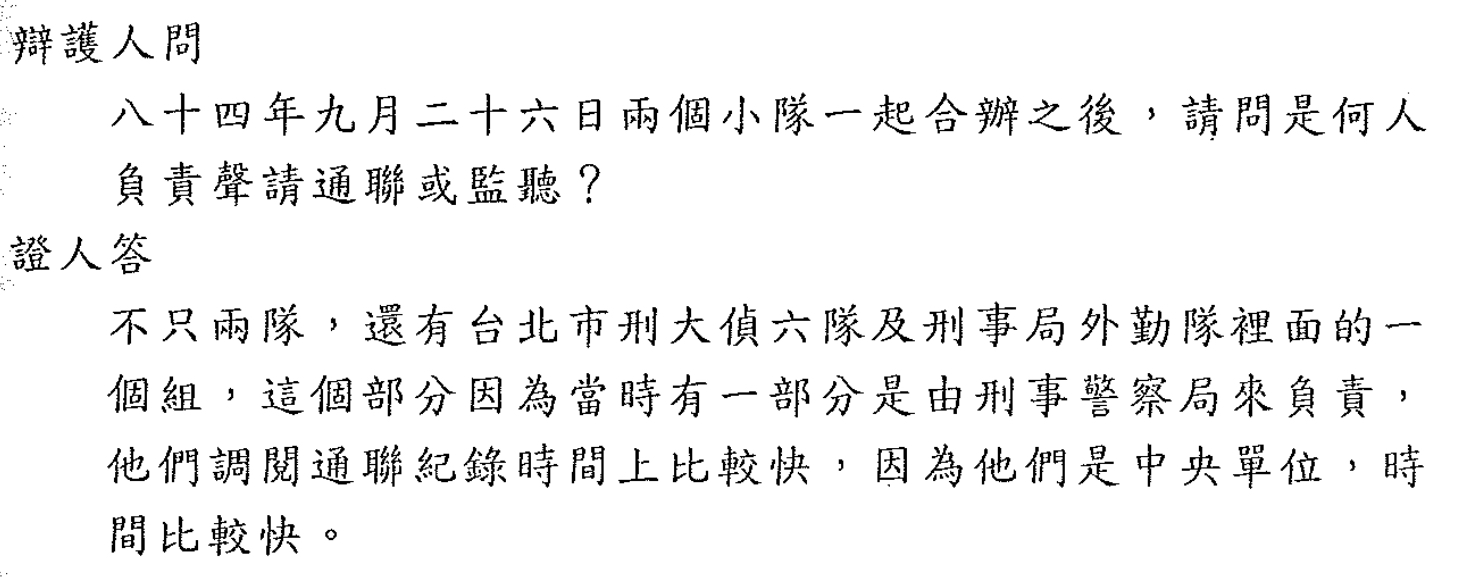 辯護人問
八十四年九月二十六日兩個小隊一起合辦之後，請問是何人
負責聲請通聯或監聽？
證人答
不只兩隊，還有台北市刑大偵六隊及刑事局外勤隊裡面的一
個組，這個部分因為當時有一部分是由刑事警察局來負責，
他們調閱通聯紀錄時間上比較快，因為他們是中央單位，時
間比較快。